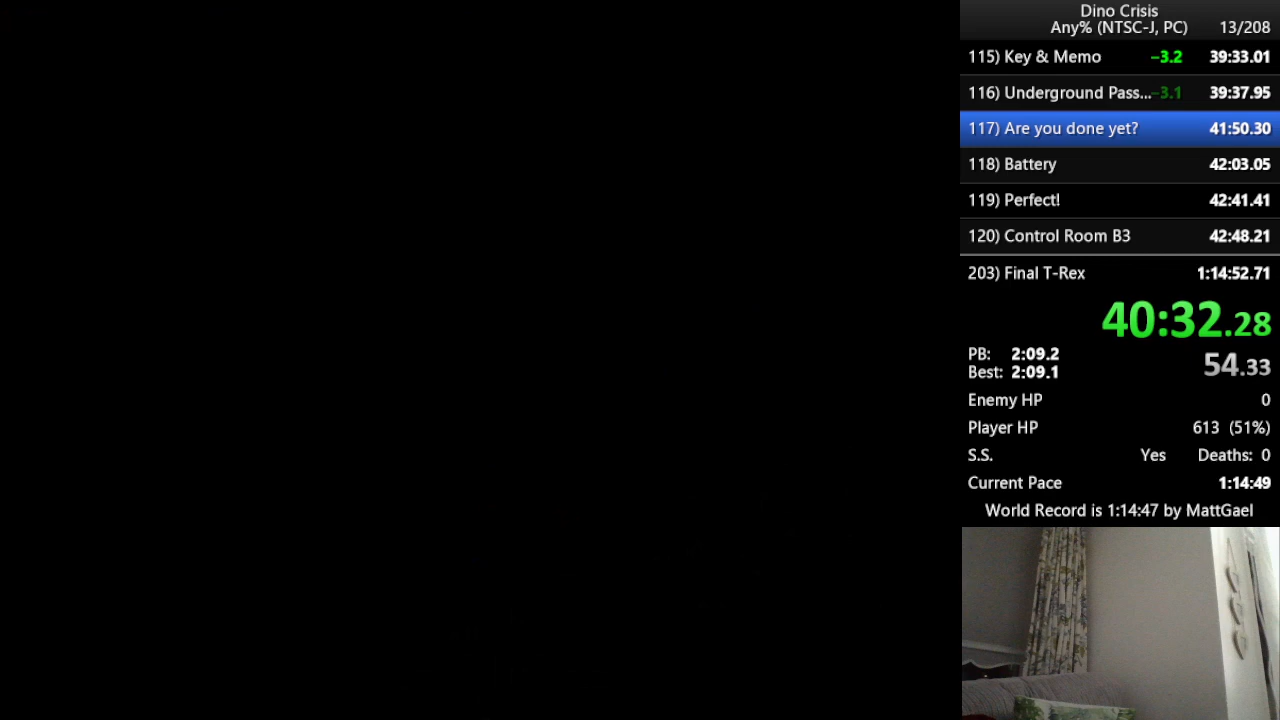 Dino Crisis
Any% (NTSC-J, PC) 13/208
115) Key & Memo -3.2 39:33.01
116) Underground Pass... -3.1 39:37.95
117) Are you done yet? 41:50.30
118) Battery 42:03.05
119) Perfect! 42:41.41
120) Control Room B3 42:48.21
203) Final T-Rex 1:14:52.71
40:32.28
PB: 2:09.2 54.33
Best: 2:09.1
Enemy HP 0
Player HP 613 (51%)
S.S. Yes Deaths: 0
Current Pace 1:14:49
World Record is 1:14:47 by MattGael